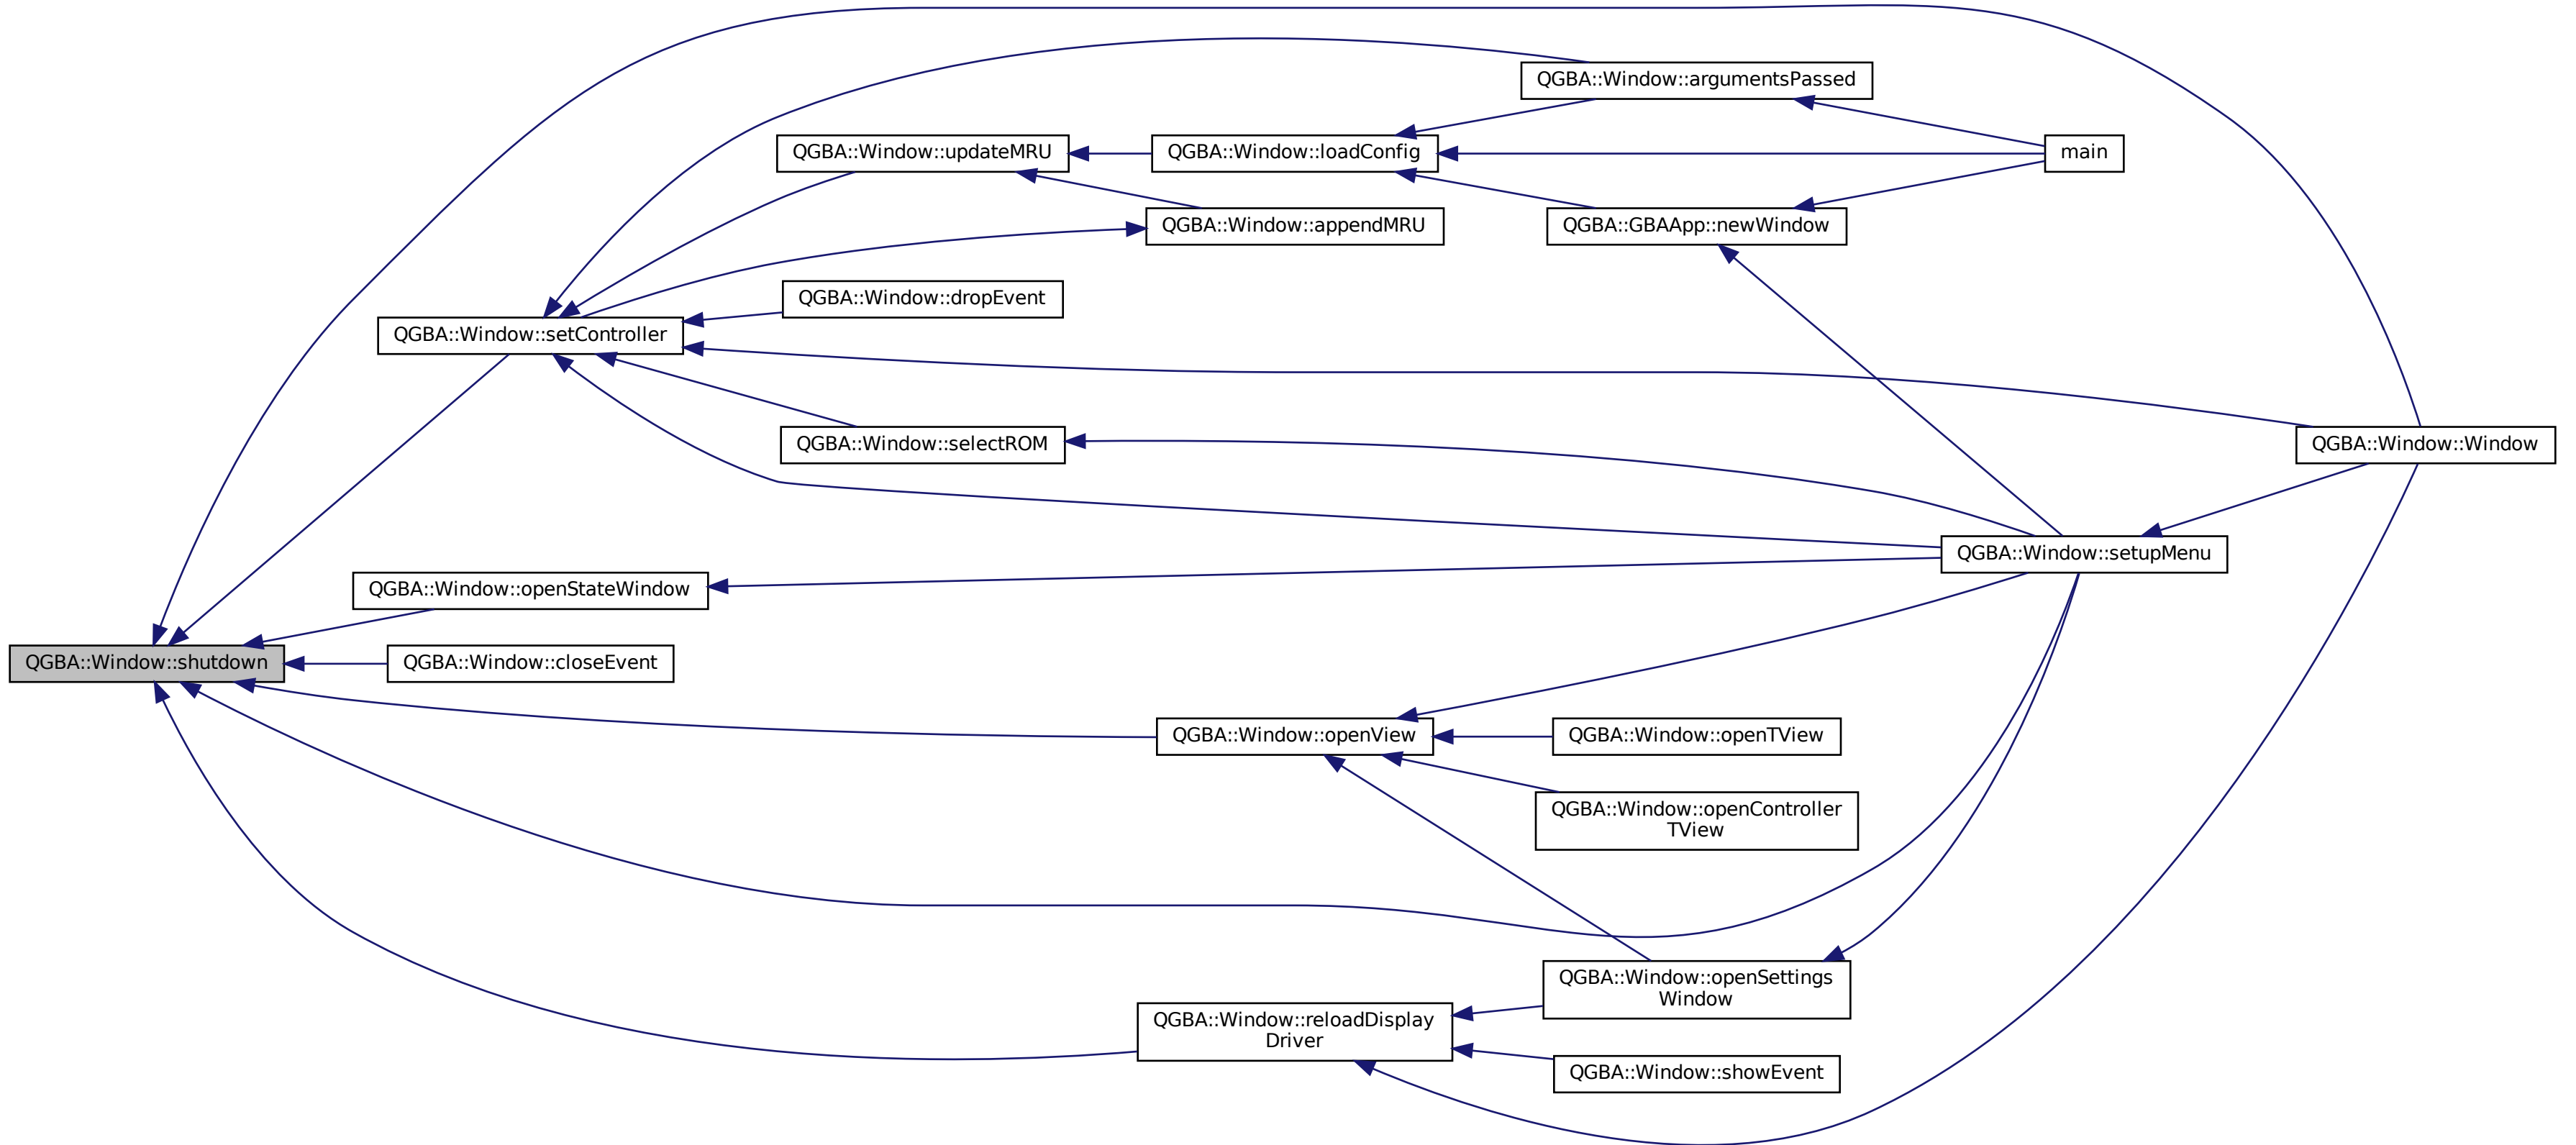 QGBA::Window::argumentsPassed
QGBA::Window::updateMRU
QGBA::Window::loadConfig
main
QGBA::Window::appendMRU
QGBA::GBAApp::newWindow
QGBA::Window::dropEvent
QGBA::Window::setController
QGBA::Window::selectROM
QGBA::Window::Window
QGBA::Window::setupMenu
QGBA::Window::openStateWindow
QGBA::Window::shutdown
QGBA::Window::closeEvent
QGBA::Window::openView
QGBA::Window::openTView
QGBA::Window::openController
TView
QGBA::Window::openSettings
Window
QGBA::Window::reloadDisplay
Driver
QGBA::Window::showEvent